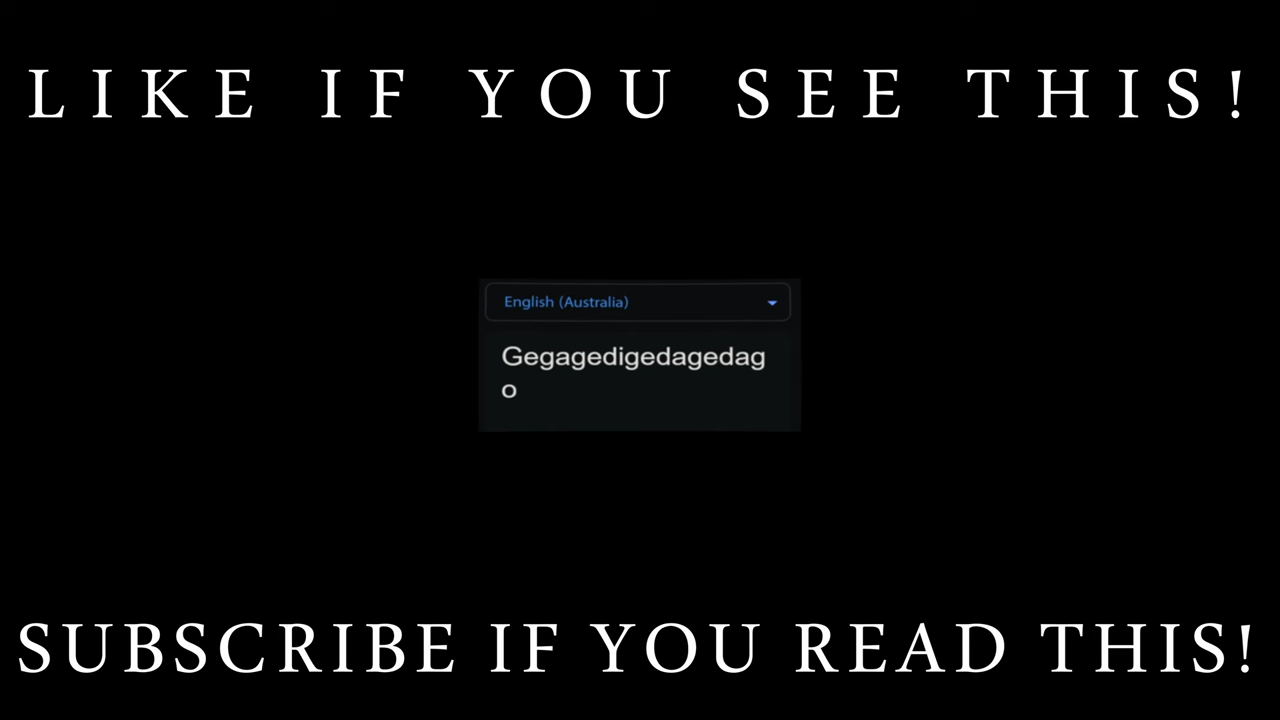 LIKE IF YOU SEE THIS!
English (Australia)
Gegagedigedagedag
o
SUBSCRIBE IF YOU READ THIS!